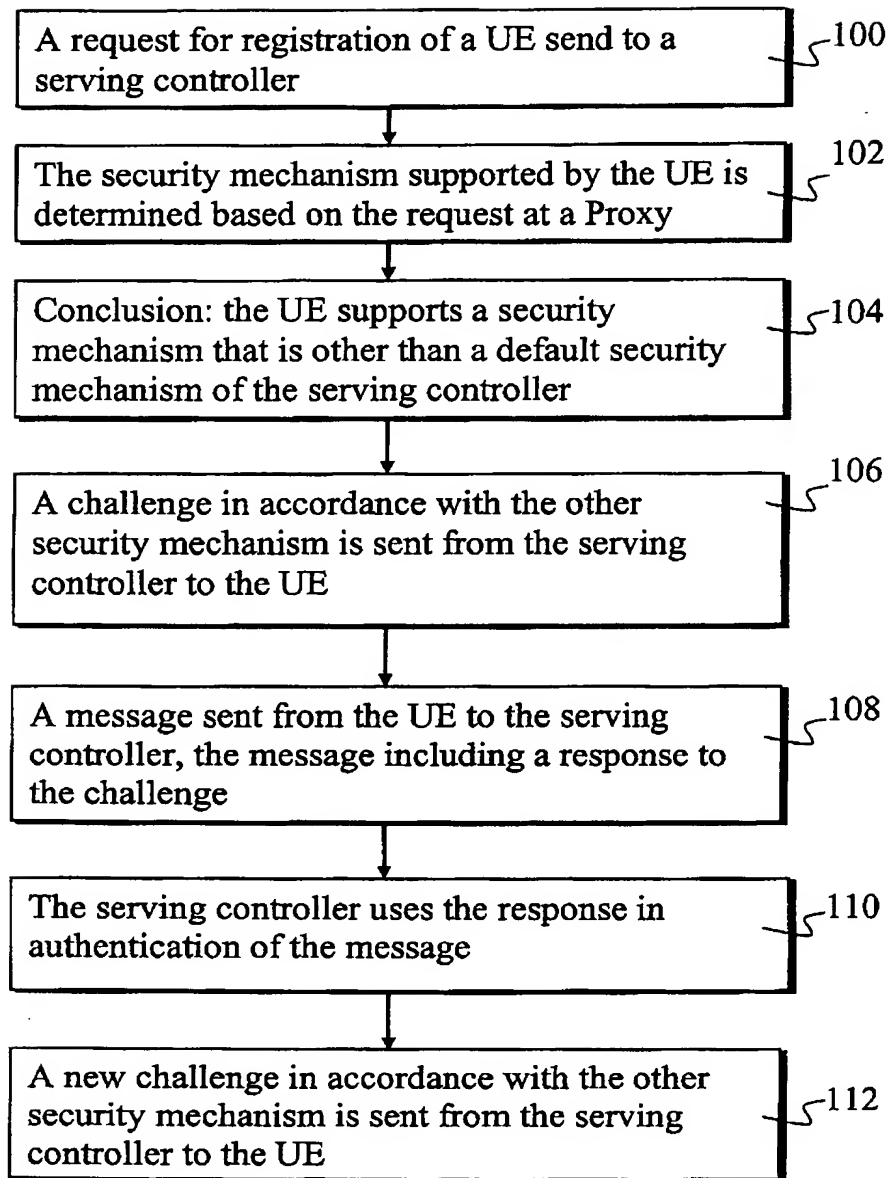 A request for registration of a UE send to a
serving controller
100
The security mechanism supported by the UE is
determined based on the request at a Proxy
102
Conclusion: the UE supports a security
mechanism that is other than a default security
mechanism of the serving controller
104
A challenge in accordance with the other
security mechanism is sent from the serving
controller to the UE
106
A message sent from the UE to the serving
controller, the message including a response to
the challenge
108
The serving controller uses the response in
authentication of the message
110
A new challenge in accordance with the other
security mechanism is sent from the serving
controller to the UE
112